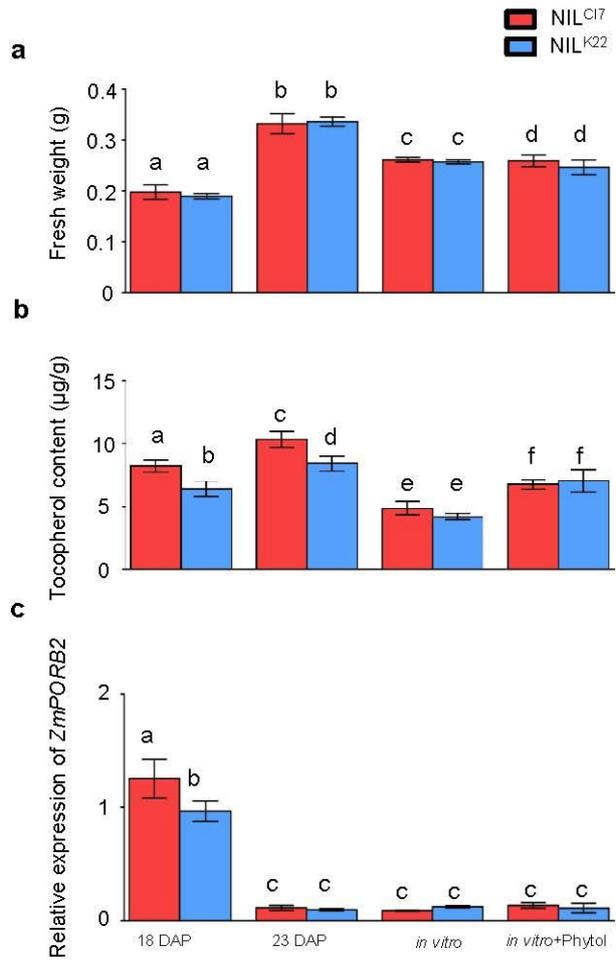 NIL^CI7
NIL^K22
a
Fresh weight (g)
0.4
0.3
0.2
0.1
0
a a b b c c d d
b
Tocopherol content (µg/g)
15
10
5
0
a b c d e e f f
c
Relative expression of ZmPORB2
2
1
0
a b c c c c c c
18 DAP 23 DAP in vitro in vitro+Phytol